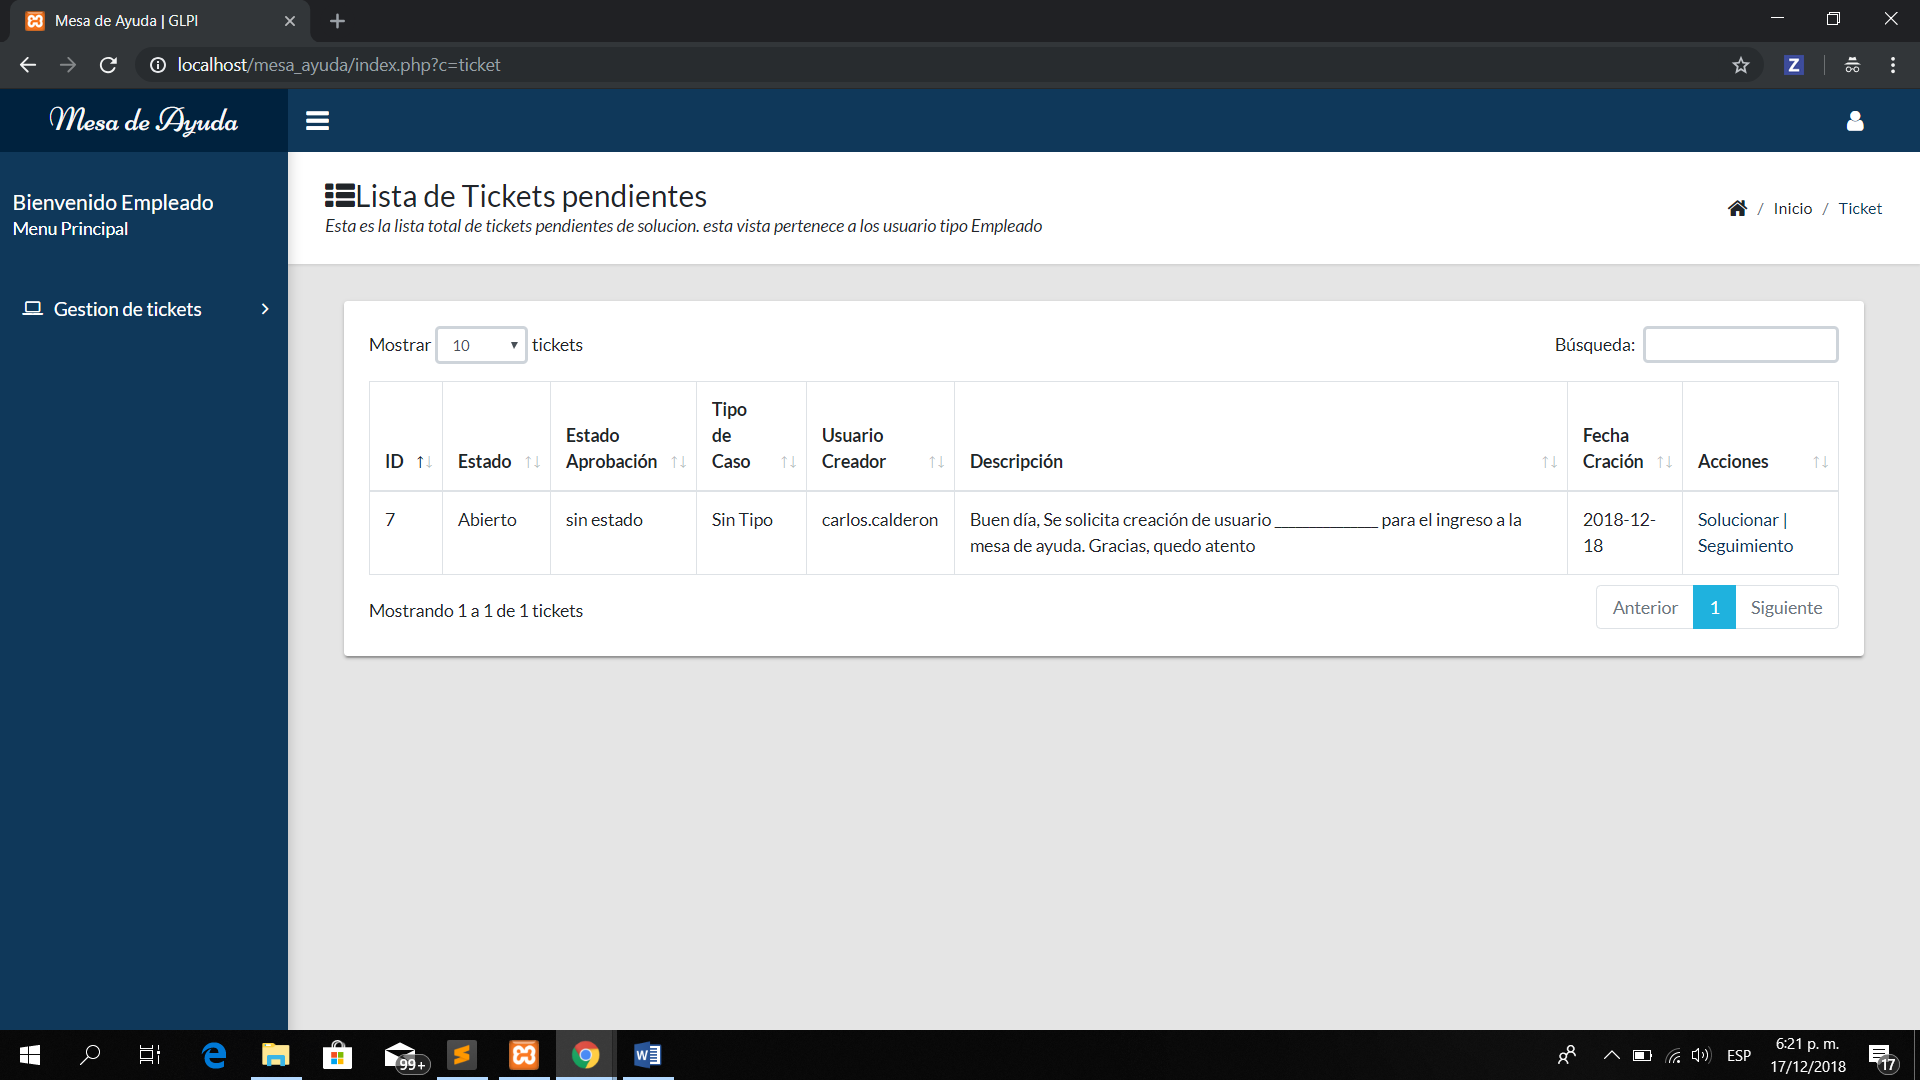 Mesa de Ayuda | GLPI
localhost/mesa_ayuda/index.php?c=ticket
Z
Mesa de Ayuda
Bienvenido Empleado
Menu Principal
Gestion de tickets
Lista de Tickets pendientes
Esta es la lista total de tickets pendientes de solucion. esta vista pertenece a los usuario tipo Empleado
/ Inicio / Ticket
Mostrar 10 tickets
Búsqueda:
ID
Estado
Estado
Aprobación
Tipo
de
Caso
Usuario
Creador
Descripción
Fecha
Cración
Acciones
7
Abierto
sin estado
Sin Tipo
carlos.calderon
Buen día, Se solicita creación de usuario ______________ para el ingreso a la
mesa de ayuda. Gracias, quedo atento
2018-12-
18
Solucionar |
Seguimiento
Mostrando 1 a 1 de 1 tickets
Anterior 1 Siguiente
99+
ESP
6:21 p. m.
17/12/2018
17